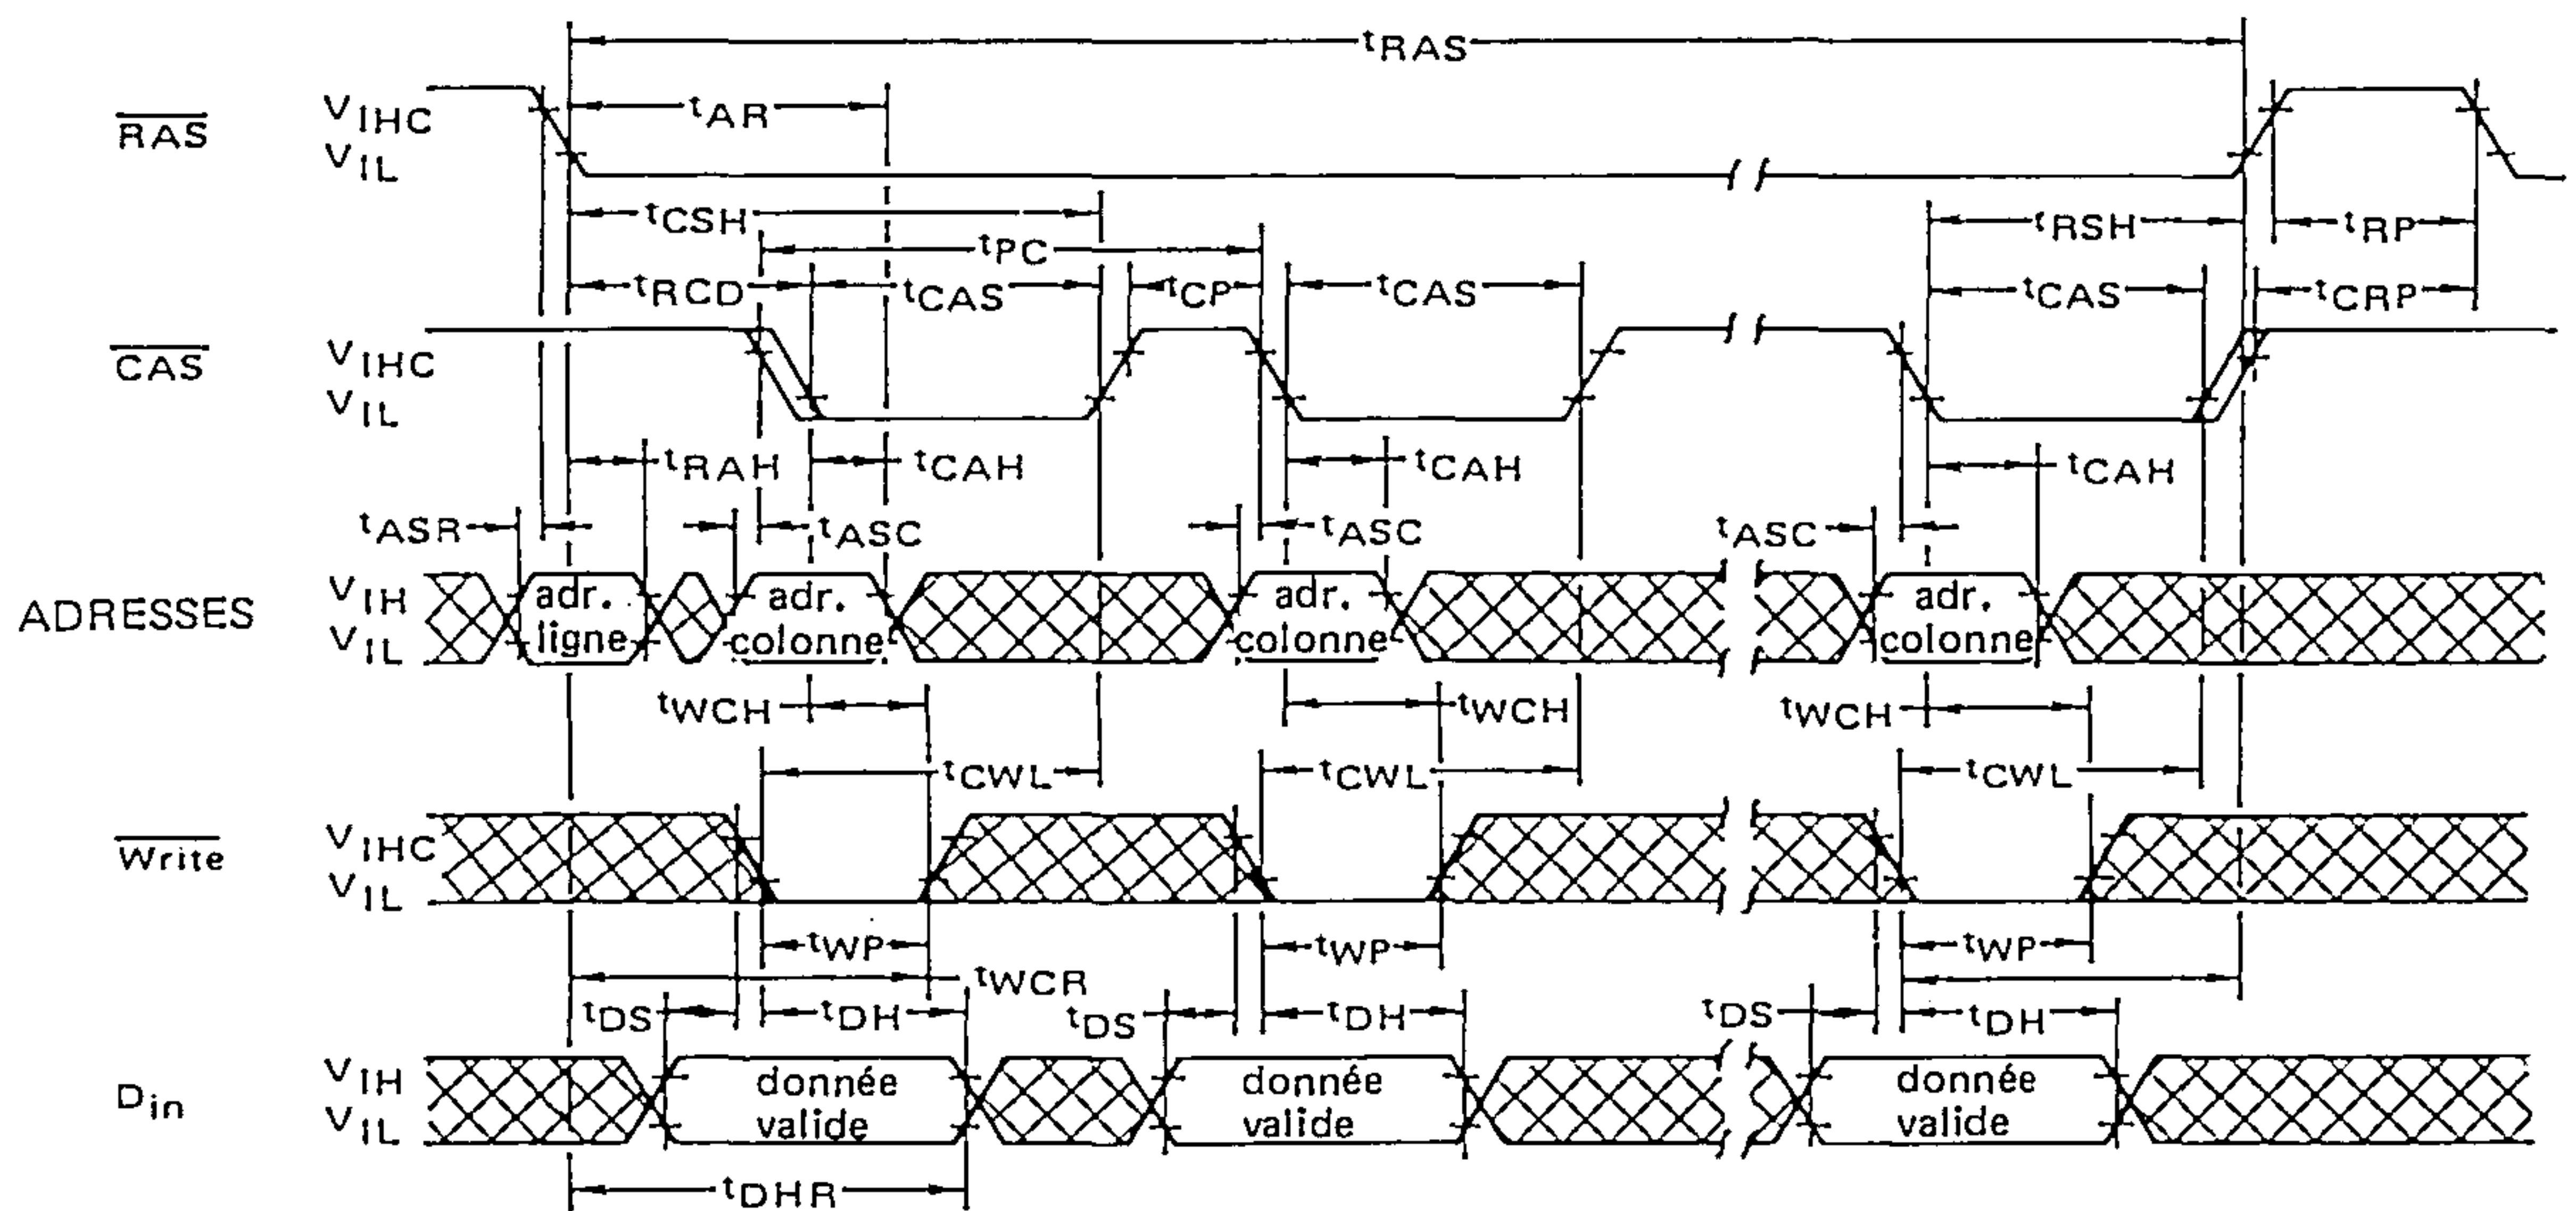 tRAS
RAS
VIHC
VIL
tAR
tCSH
tRSH
tRP
tPC
tRCD
tCAS
tCP
tCAS
tCAS
tCRP
CAS
VIHC
VIL
tRAH
tCAH
tCAH
tCAH
tASR
tASC
tASC
tASC
ADRESSES
VIH
VIL
adr.
ligne
adr.
colonne
adr.
colonne
adr.
colonne
tWCH
tWCH
tWCH
tCWL
tCWL
tCWL
Write
VIHC
VIL
tWP
tWP
tWP
tWCR
tDS
tDH
tDS
tDH
tDS
tDH
Din
VIH
VIL
donnée
valide
donnée
valide
donnée
valide
tDHR